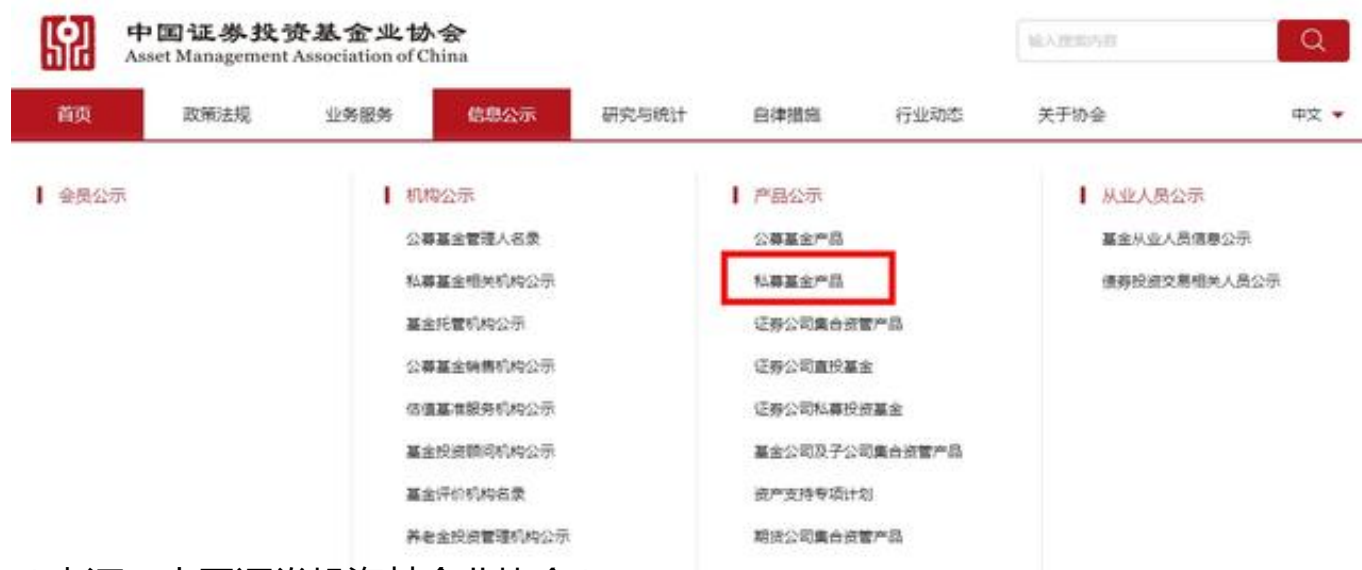 中国证券投资基金业协会
Asset Management Association of China
输入搜索内容
首页 政策法规 业务服务 信息公示 研究与统计 自律措施 行业动态 关于协会 中文
会员公示
机构公示
公募基金管理人名录
私募基金相关机构公示
基金托管机构公示
公募基金销售机构公示
估值基准服务机构公示
基金投资顾问机构公示
基金评价机构名录
养老金投资管理机构公示
产品公示
公募基金产品
私募基金产品
证券公司集合资管产品
证券公司直投基金
证券公司私募投资基金
基金公司及子公司集合资管产品
资产支持专项计划
期货公司集合资管产品
从业人员公示
基金从业人员信息公示
债券投资交易相关人员公示